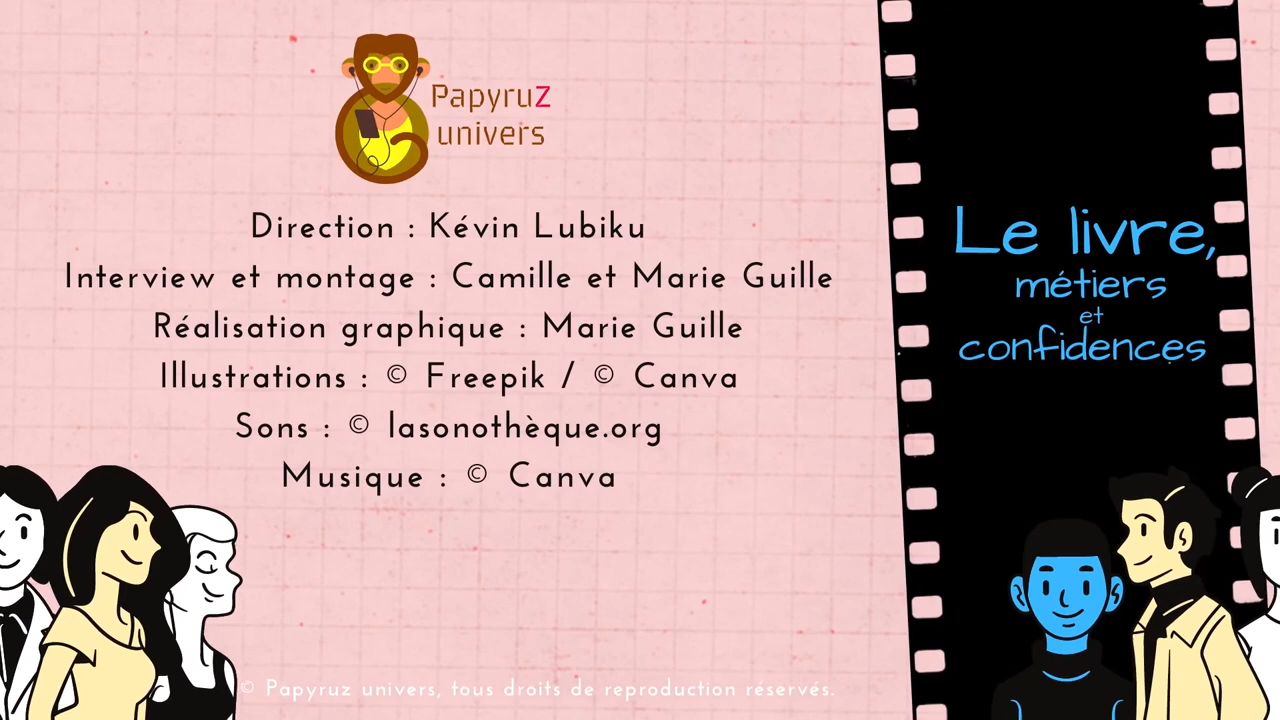 PapyruZ
univers
Direction : Kévin Lubiku
Interview et montage : Camille et Marie Guille
Réalisation graphique : Marie Guille
Illustrations : © Freepik / © Canva
Sons : © lasonothèque.org
Musique : © Canva
© Papyruz univers, tous droits de reproduction réservés.
Le livre,
métiers
et
confidences